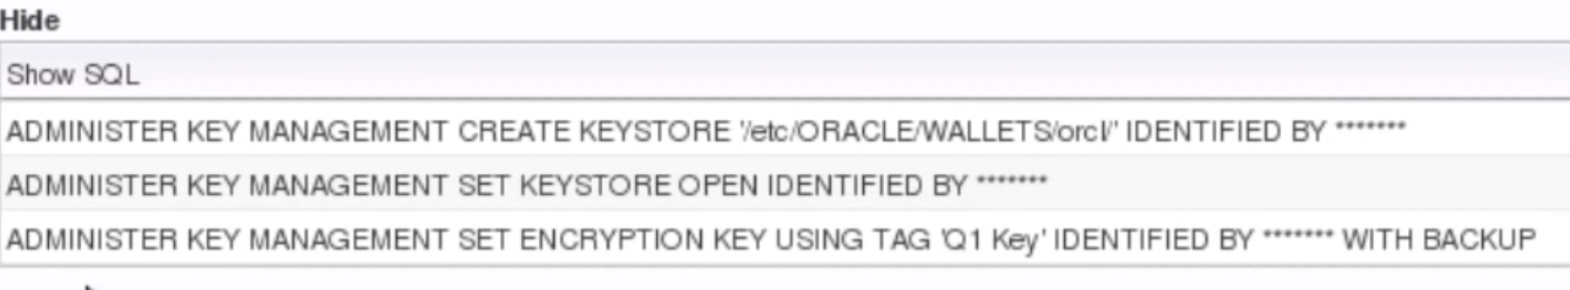 Hide
Show SQL
ADMINISTER KEY MANAGEMENT CREATE KEYSTORE '/etc/ORACLE/WALLETS/orcl/' IDENTIFIED BY *******
ADMINISTER KEY MANAGEMENT SET KEYSTORE OPEN IDENTIFIED BY *******
ADMINISTER KEY MANAGEMENT SET ENCRYPTION KEY USING TAG 'Q1 Key' IDENTIFIED BY ******* WITH BACKUP